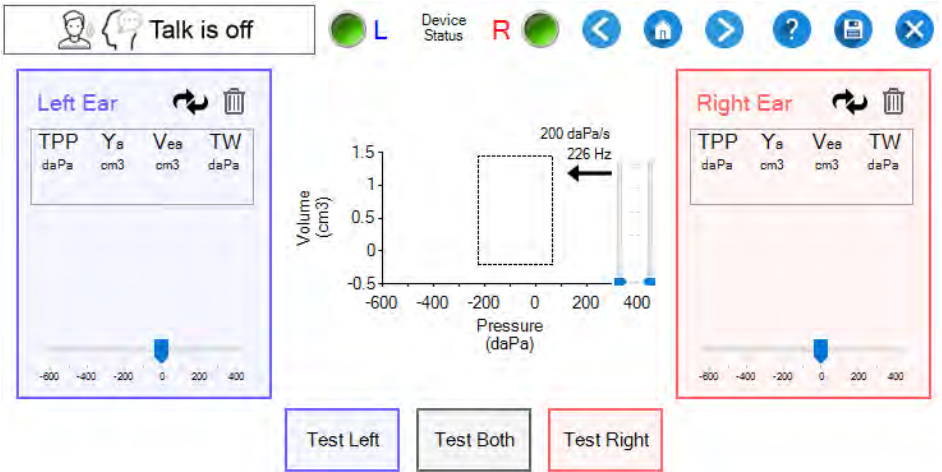 Talk is off
L
Device
Status
R
?
Left Ear
TPP Ya Vea TW
daPa cm3 cm3 daPa
-600 -400 -200 0 200 400
200 daPa/s
226 Hz
Volume
(cm3)
1.5
1
0.5
0
-0.5
-600 -400 -200 0 200 400
Pressure
(daPa)
Right Ear
TPP Ya Vea TW
daPa cm3 cm3 daPa
-600 -400 -200 0 200 400
Test Left
Test Both
Test Right